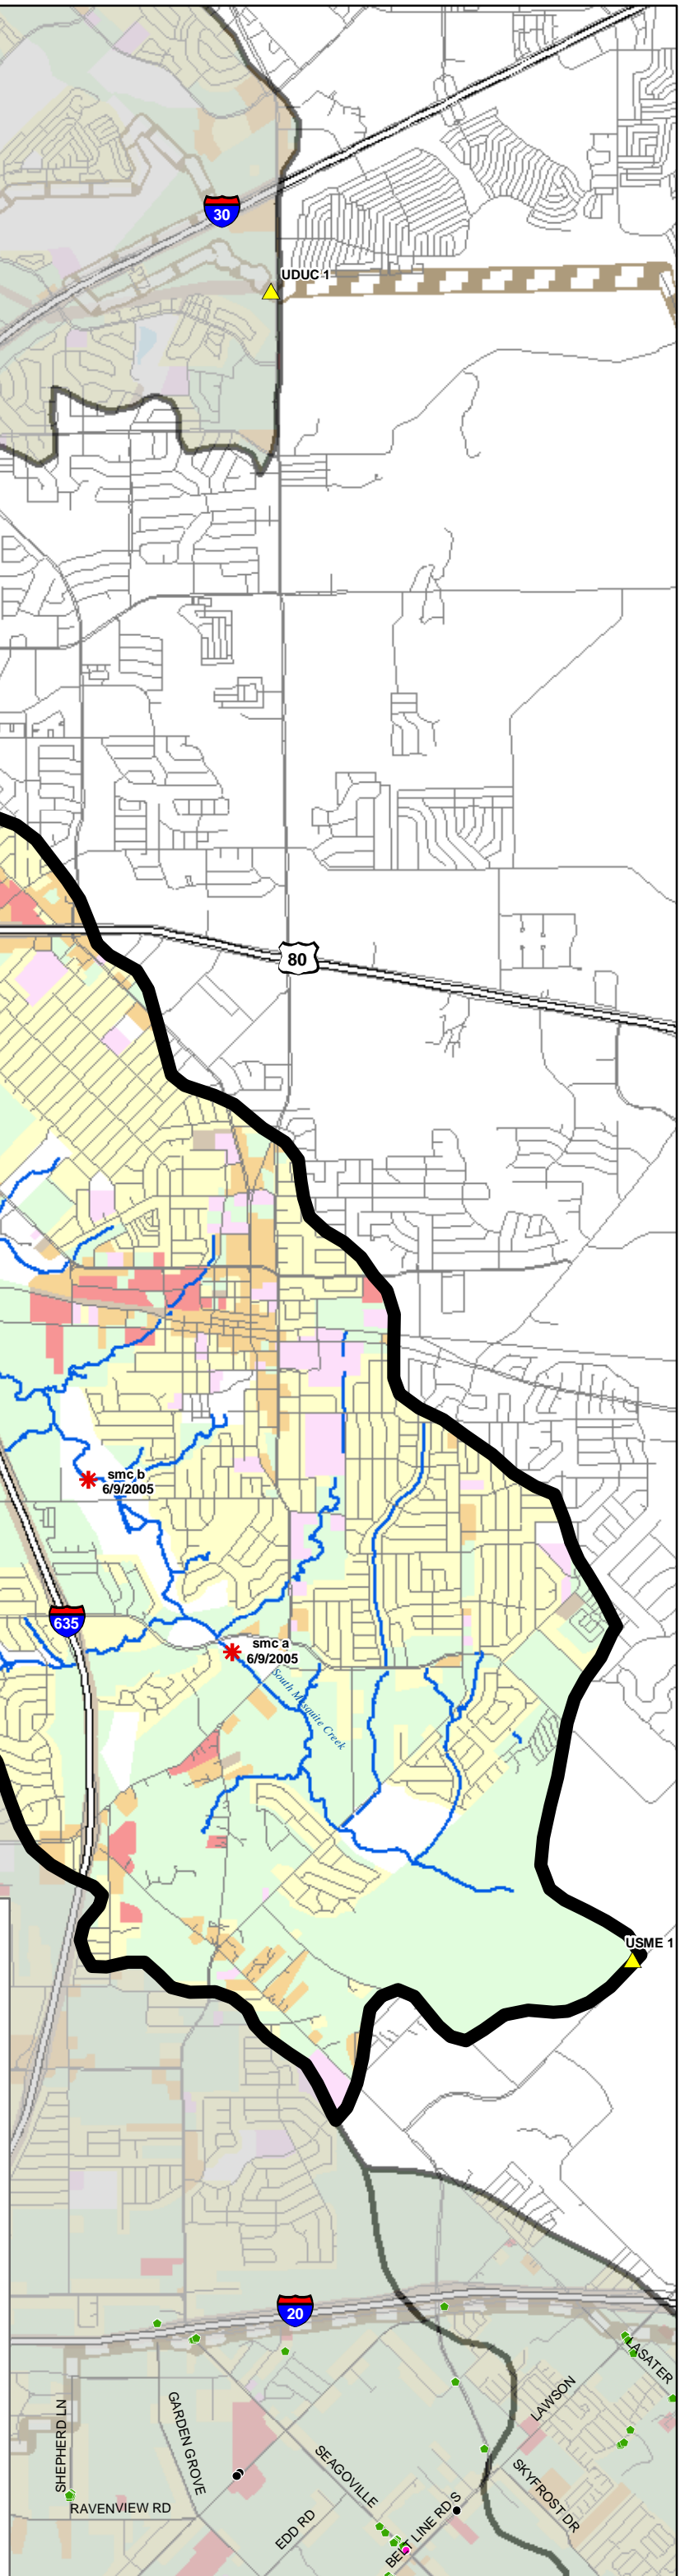 30
UDUC 1
80
smc b
6/9/2005
635
smc a
6/9/2005
South Mesquite Creek
USME 1
20
LASATER
LAWSON
SHEPHERD LN
GARDEN GROVE
SEAGOVILLE
SKYFROST DR
RAVENVIEW RD
EDD RD
BELT LINE RD S